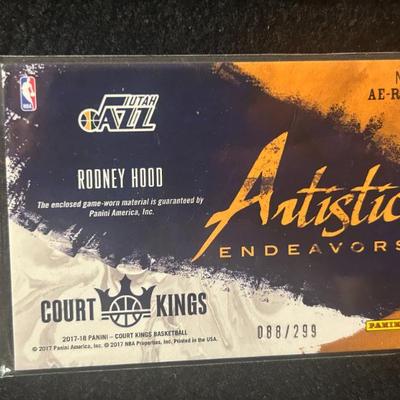 NBA
UTAH
JAZZ
RODNEY HOOD
The enclosed game-worn material is guaranteed by
Panini America, Inc.
AE-R
Artistic
ENDEAVORS
COURT KINGS
2017-18 PANINI – COURT KINGS BASKETBALL
© 2017 Panini America, Inc. © 2017 NBA Properties, Inc. Printed in the USA.
088/299
PANINI